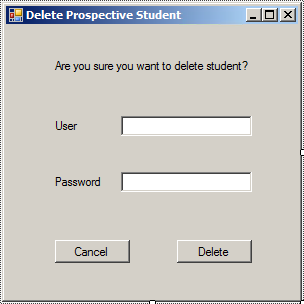 Delete Prospective Student
Are you sure you want to delete student?
User
Password
Cancel
Delete